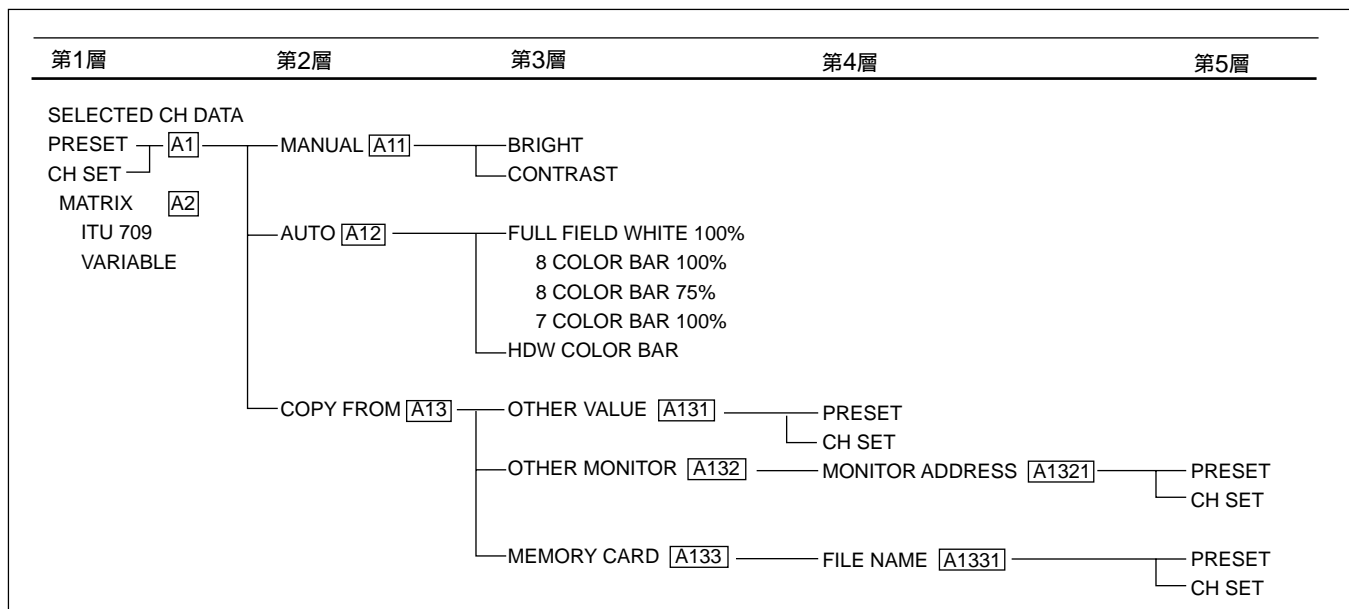 第1層 第2層 第3層 第4層 第5層
SELECTED CH DATA
PRESET A1 MANUAL A11 BRIGHT
CH SET CONTRAST
MATRIX A2
ITU 709 AUTO A12 FULL FIELD WHITE 100%
VARIABLE 8 COLOR BAR 100%
8 COLOR BAR 75%
7 COLOR BAR 100%
HDW COLOR BAR
COPY FROM A13 OTHER VALUE A131 PRESET
CH SET
OTHER MONITOR A132 MONITOR ADDRESS A1321 PRESET
CH SET
MEMORY CARD A133 FILE NAME A1331 PRESET
CH SET